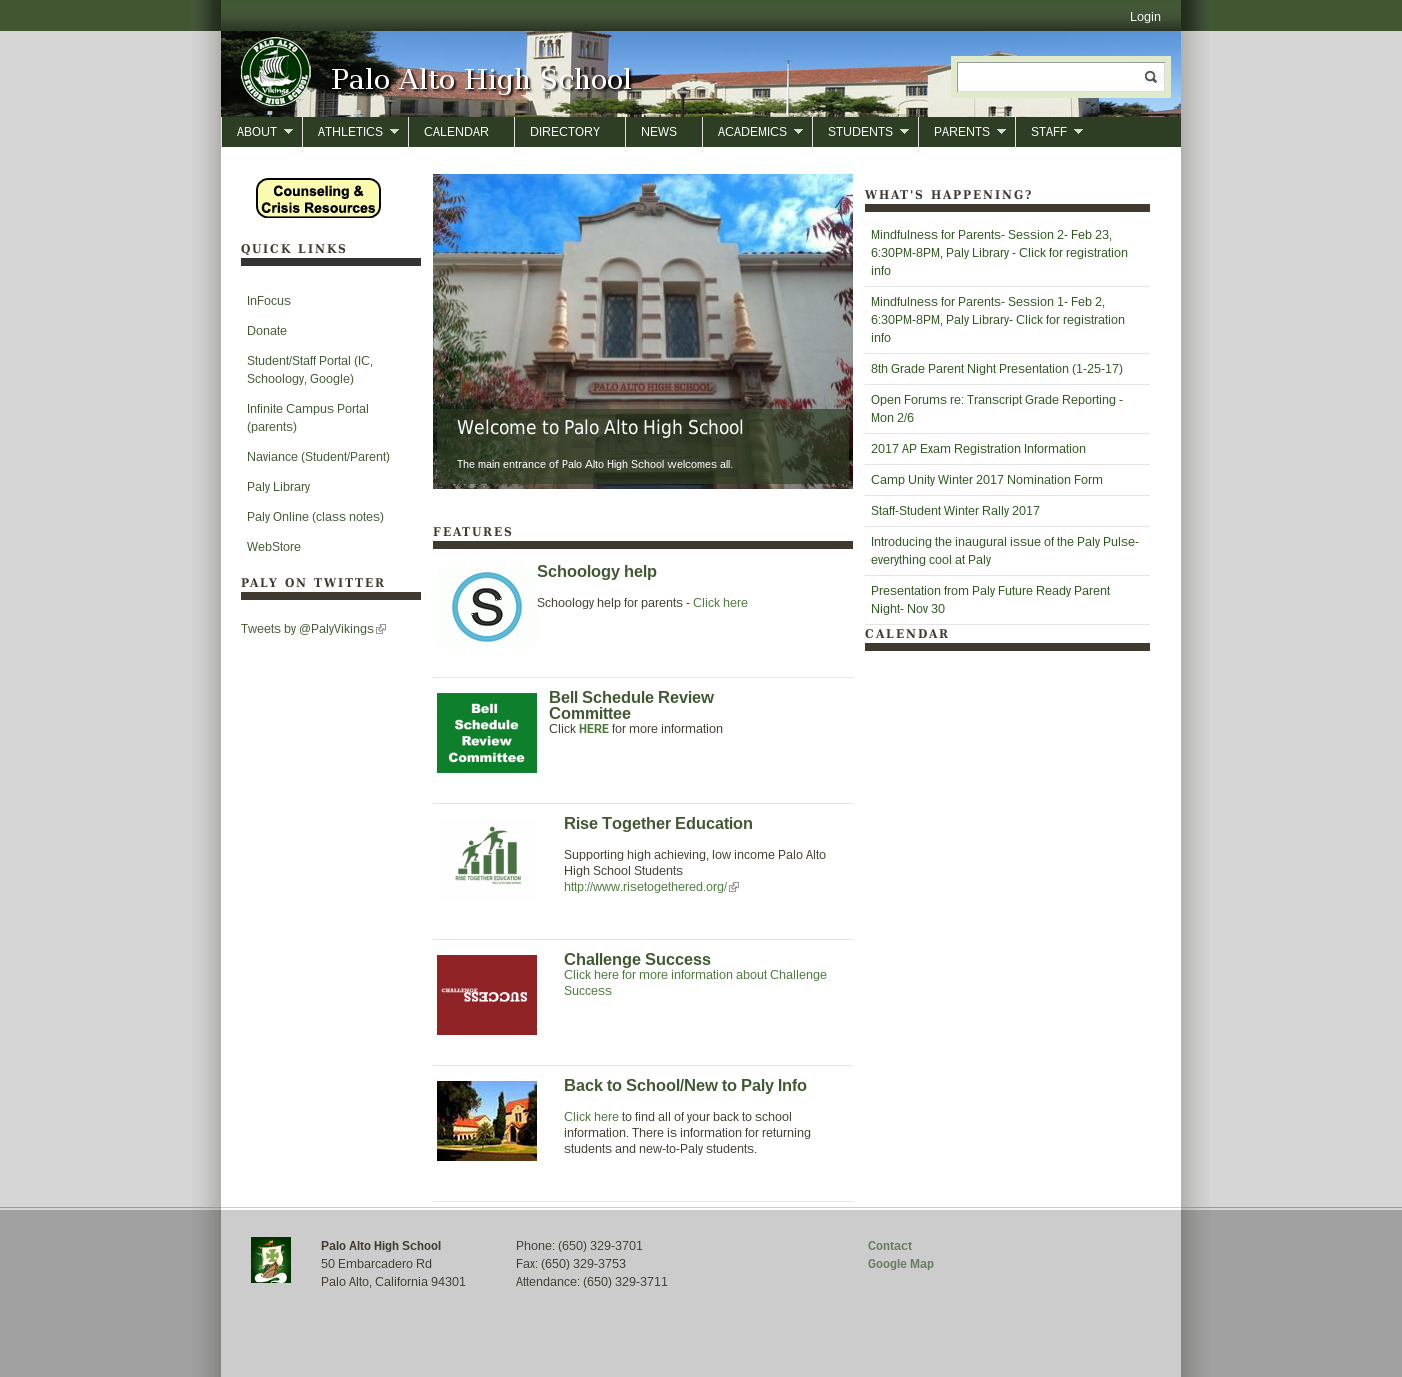 Login
PALO ALTO
SENIOR HIGH SCHOOL
Vikings
Palo Alto High School
ABOUT
ATHLETICS
CALENDAR
DIRECTORY
NEWS
ACADEMICS
STUDENTS
PARENTS
STAFF
Counseling &
Crisis Resources
QUICK LINKS
InFocus
Donate
Student/Staff Portal (IC,
Schoology, Google)
Infinite Campus Portal
(parents)
Naviance (Student/Parent)
Paly Library
Paly Online (class notes)
WebStore
PALY ON TWITTER
Tweets by @PalyVikings
PALO ALTO HIGH SCHOOL
Welcome to Palo Alto High School
The main entrance of Palo Alto High School welcomes all.
FEATURES
S
Schoology help
Schoology help for parents - Click here
Bell
Schedule
Review
Committee
Bell Schedule Review
Committee
Click HERE for more information
RISE TOGETHER EDUCATION
Rise Together Education
Supporting high achieving, low income Palo Alto
High School Students
http://www.risetogethered.org/
CHALLENGE
SUCCESS
Challenge Success
Click here for more information about Challenge
Success
Back to School/New to Paly Info
Click here to find all of your back to school
information. There is information for returning
students and new-to-Paly students.
WHAT'S HAPPENING?
Mindfulness for Parents- Session 2- Feb 23,
6:30PM-8PM, Paly Library - Click for registration
info
Mindfulness for Parents- Session 1- Feb 2,
6:30PM-8PM, Paly Library- Click for registration
info
8th Grade Parent Night Presentation (1-25-17)
Open Forums re: Transcript Grade Reporting -
Mon 2/6
2017 AP Exam Registration Information
Camp Unity Winter 2017 Nomination Form
Staff-Student Winter Rally 2017
Introducing the inaugural issue of the Paly Pulse-
everything cool at Paly
Presentation from Paly Future Ready Parent
Night- Nov 30
CALENDAR
Palo Alto High School
50 Embarcadero Rd
Palo Alto, California 94301
Phone: (650) 329-3701
Fax: (650) 329-3753
Attendance: (650) 329-3711
Contact
Google Map